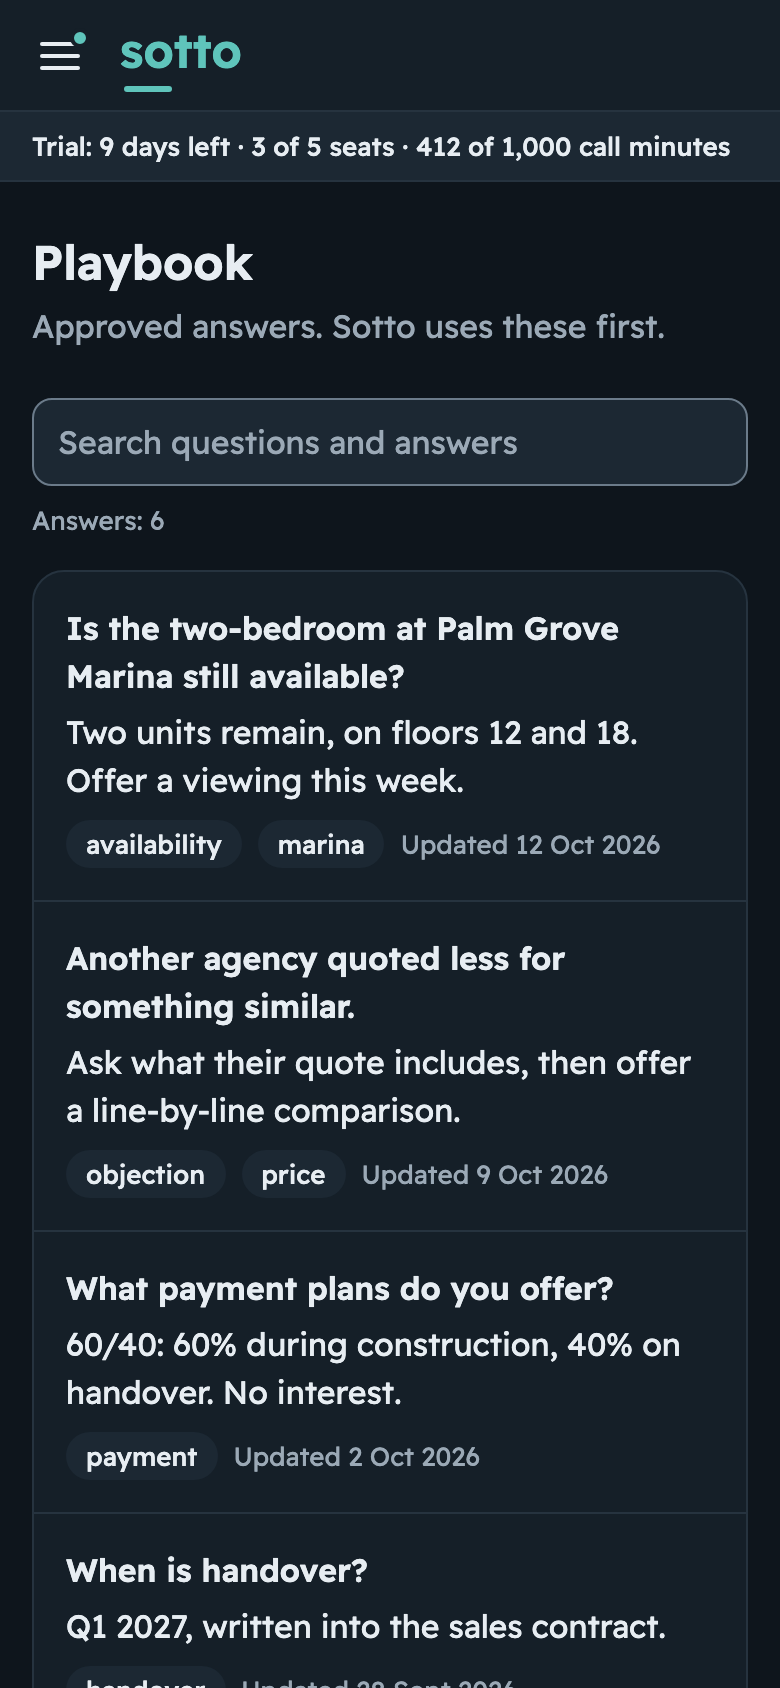 sotto
Trial: 9 days left · 3 of 5 seats · 412 of 1,000 call minutes
Playbook
Approved answers. Sotto uses these first.
Search questions and answers
Answers: 6
Is the two-bedroom at Palm Grove
Marina still available?
Two units remain, on floors 12 and 18.
Offer a viewing this week.
availability marina Updated 12 Oct 2026
Another agency quoted less for
something similar.
Ask what their quote includes, then offer
a line-by-line comparison.
objection price Updated 9 Oct 2026
What payment plans do you offer?
60/40: 60% during construction, 40% on
handover. No interest.
payment Updated 2 Oct 2026
When is handover?
Q1 2027, written into the sales contract.
handover Updated 28 Sept 2026